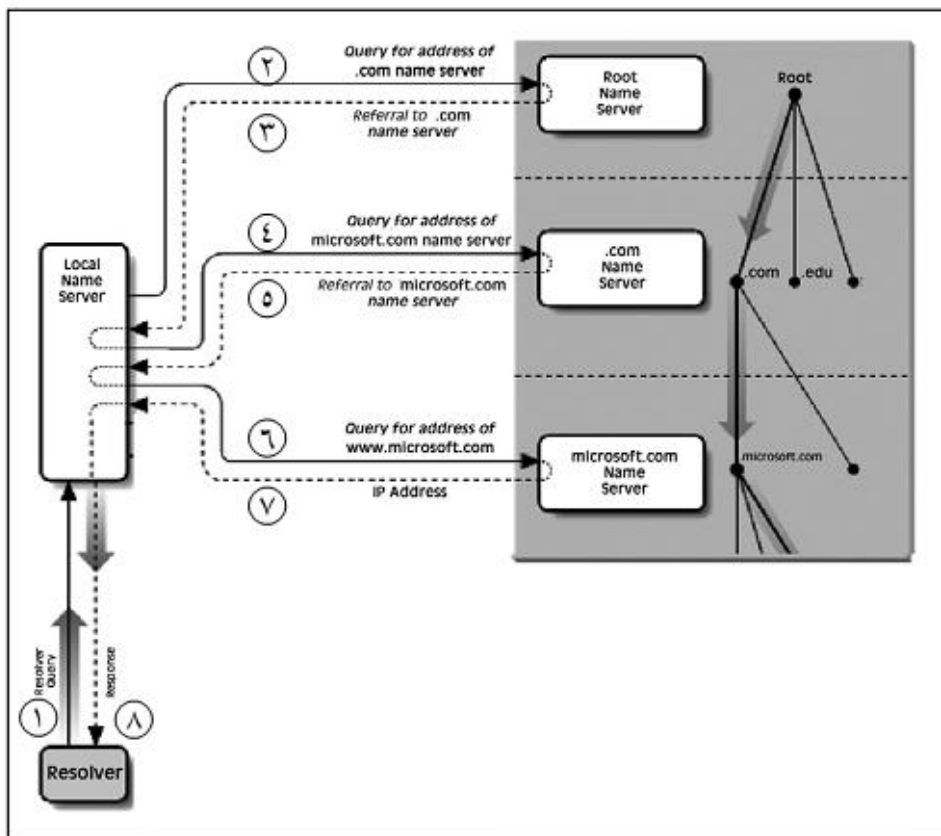 ٢
Query for address of
.com name server
٣
Referral to .com
name server
Root
Name
Server
Root
٤
Query for address of
microsoft.com name server
٥
Referral to microsoft.com
name server
.com
Name
Server
.com
.edu
Local
Name
Server
٦
Query for address of
www.microsoft.com
٧
IP Address
microsoft.com
Name
Server
microsoft.com
Resolver
Query
Response
١
٨
Resolver